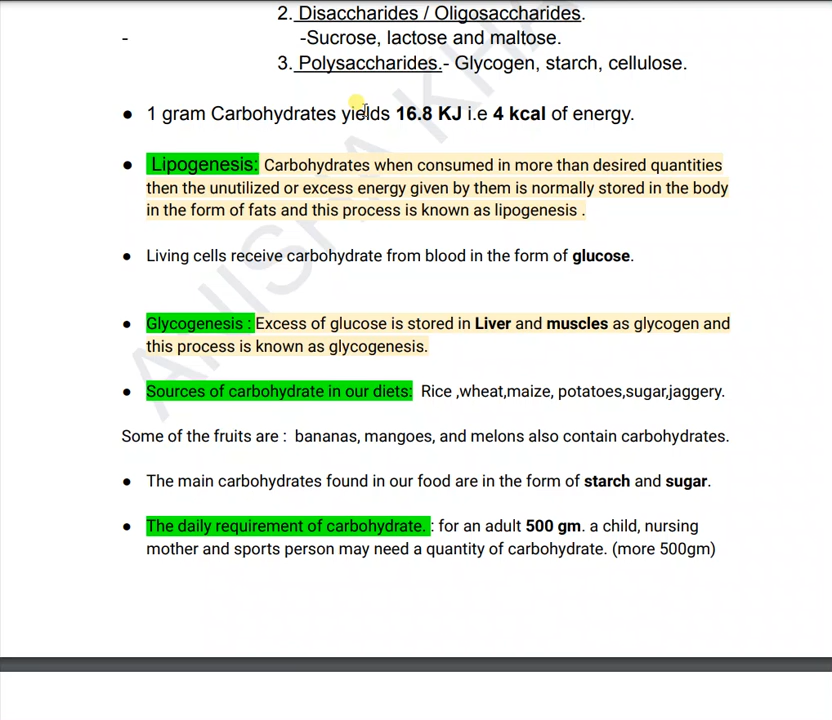 2. Disaccharides / Oligosaccharides.
- -Sucrose, lactose and maltose.
3. Polysaccharides.- Glycogen, starch, cellulose.
● 1 gram Carbohydrates yields 16.8 KJ i.e 4 kcal of energy.
● Lipogenesis: Carbohydrates when consumed in more than desired quantities
then the unutilized or excess energy given by them is normally stored in the body
in the form of fats and this process is known as lipogenesis .
● Living cells receive carbohydrate from blood in the form of glucose.
● Glycogenesis : Excess of glucose is stored in Liver and muscles as glycogen and
this process is known as glycogenesis.
● Sources of carbohydrate in our diets: Rice ,wheat,maize, potatoes,sugar,jaggery.
Some of the fruits are : bananas, mangoes, and melons also contain carbohydrates.
● The main carbohydrates found in our food are in the form of starch and sugar.
● The daily requirement of carbohydrate. : for an adult 500 gm. a child, nursing
mother and sports person may need a quantity of carbohydrate. (more 500gm)